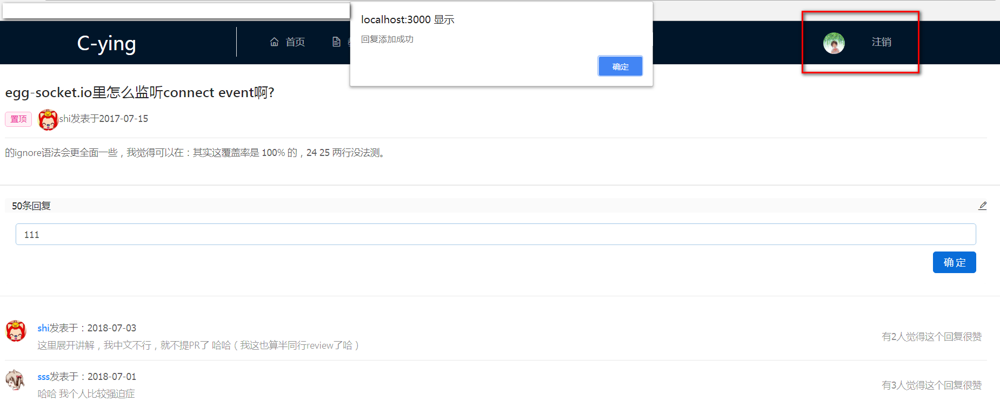 localhost:3000 显示
回复添加成功
确定
C-ying
首页
注销
egg-socket.io里怎么监听connect event啊?
置顶
shi发表于2017-07-15
的ignore语法会更全面一些，我觉得可以在：其实这覆盖率是 100% 的，24 25 两行没法测。
50条回复
111
确 定
shi发表于：2018-07-03
这里展开讲解，我中文不行，就不提PR了 哈哈（我这也算半同行review了哈）
有2人觉得这个回复很赞
sss发表于：2018-07-01
哈哈 我个人比较强迫症
有3人觉得这个回复很赞